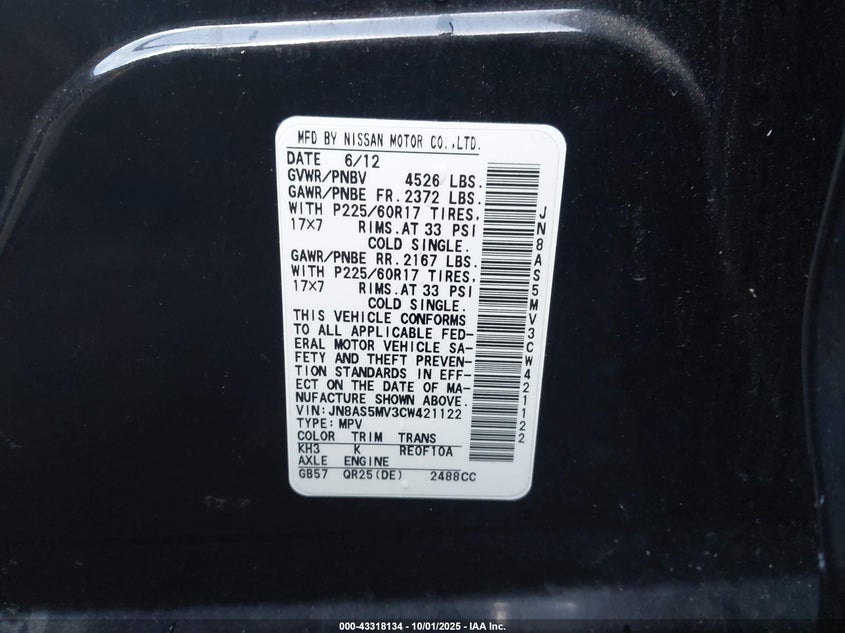 MFD BY NISSAN MOTOR CO.,LTD.
DATE 6/12
GVWR/PNBV 4526 LBS.
GAWR/PNBE FR. 2372 LBS.
WITH P225/60R17 TIRES,
17×7 RIMS.AT 33 PSI
COLD SINGLE.
GAWR/PNBE RR. 2167 LBS.
WITH P225/60R17 TIRES,
17×7 RIMS.AT 33 PSI
COLD SINGLE.
THIS VEHICLE CONFORMS
TO ALL APPLICABLE FED-
ERAL MOTOR VEHICLE SA-
FETY AND THEFT PREVEN-
TION STANDARDS IN EFF-
ECT ON THE DATE OF MA-
NUFACTURE SHOWN ABOVE.
VIN: JN8AS5MV3CW421122
TYPE: MPV
COLOR TRIM TRANS
KH3 K RE0F10A
AXLE ENGINE
GB57 QR25(DE) 2488CC
JN8AS5MV3CW421122
000-43318134 - 10/01/2025 - IAA Inc.